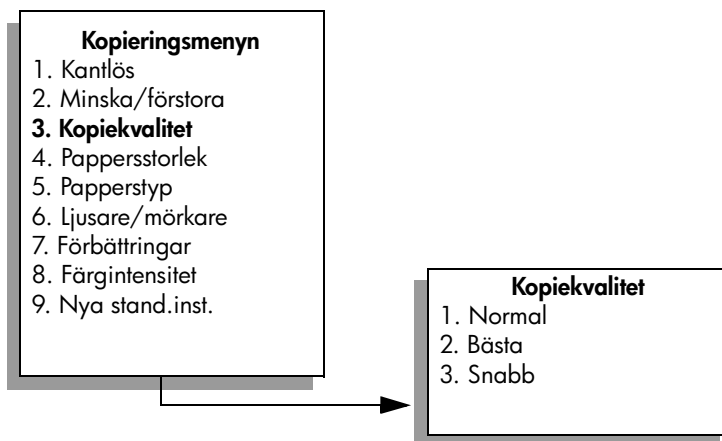 Kopieringsmenyn
1. Kantlös
2. Minska/förstora
3. Kopiekvalitet
4. Pappersstorlek
5. Papperstyp
6. Ljusare/mörkare
7. Förbättringar
8. Färgintensitet
9. Nya stand.inst.
Kopiekvalitet
1. Normal
2. Bästa
3. Snabb